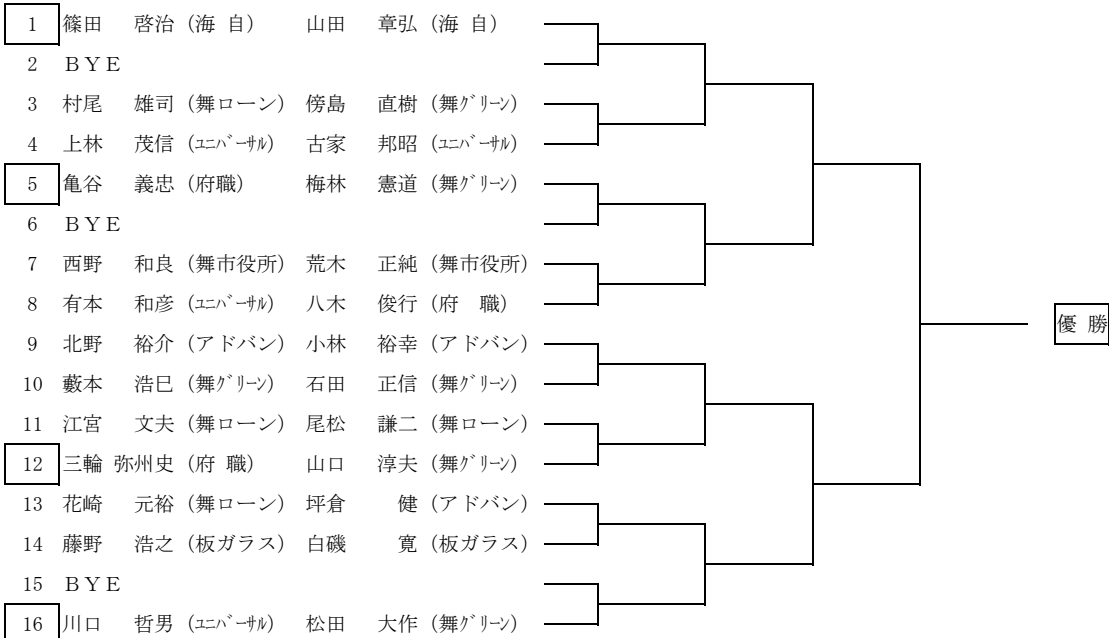 1 篠田 啓治 (海 自) 山田 章弘 (海 自)
2 ＢＹＥ
3 村尾 雄司 (舞ローン) 傍島 直樹 (舞ｸﾞﾘｰﾝ)
4 上林 茂信 (ﾕﾆﾊﾞｰｻﾙ) 古家 邦昭 (ﾕﾆﾊﾞｰｻﾙ)
5 亀谷 義忠 (府職) 梅林 憲道 (舞ｸﾞﾘｰﾝ)
6 ＢＹＥ
7 西野 和良 (舞市役所) 荒木 正純 (舞市役所)
8 有本 和彦 (ﾕﾆﾊﾞｰｻﾙ) 八木 俊行 (府 職)
優 勝
9 北野 裕介 (アドバン) 小林 裕幸 (アドバン)
10 藪本 浩巳 (舞ｸﾞﾘｰﾝ) 石田 正信 (舞ｸﾞﾘｰﾝ)
11 江宮 文夫 (舞ローン) 尾松 謙二 (舞ローン)
12 三輪 弥州史 (府 職) 山口 淳夫 (舞ｸﾞﾘｰﾝ)
13 花崎 元裕 (舞ローン) 坪倉 健 (アドバン)
14 藤野 浩之 (板ガラス) 白磯 寛 (板ガラス)
15 ＢＹＥ
16 川口 哲男 (ﾕﾆﾊﾞｰｻﾙ) 松田 大作 (舞ｸﾞﾘｰﾝ)